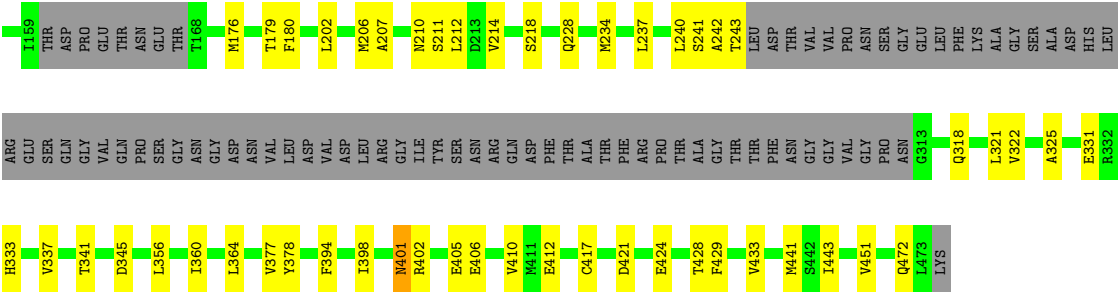 I159 THR ASP PRO GLU THR ASN GLU THR T168 M176 T179 F180 L202 M206 A207 N210 S211 L212 D213 V214 S218 Q228 M234 L237 L240 S241 A242 T243 LEU ASP THR VAL VAL PRO ASN SER GLY GLU LEU PHE LYS ALA GLY SER ALA ASP HIS LEU
ARG GLU SER GLN GLY VAL GLN PRO SER GLY ASN GLY ASP ASN VAL LEU ASP VAL ASP LEU ARG GLY ILE TYR SER ASN ARG GLN ASP PHE THR ALA THR PHE ARG PRO THR ALA GLY THR THR PHE ASN GLY GLY VAL GLY PRO ASN G313 Q318 L321 V322 A325 E331 R332
H333 V337 T341 D345 L356 I360 L364 V377 Y378 F394 I398 N401 R402 E405 E406 V410 M411 E412 C417 D421 E424 T428 F429 V433 M441 S442 I443 V451 Q472 L473 LYS